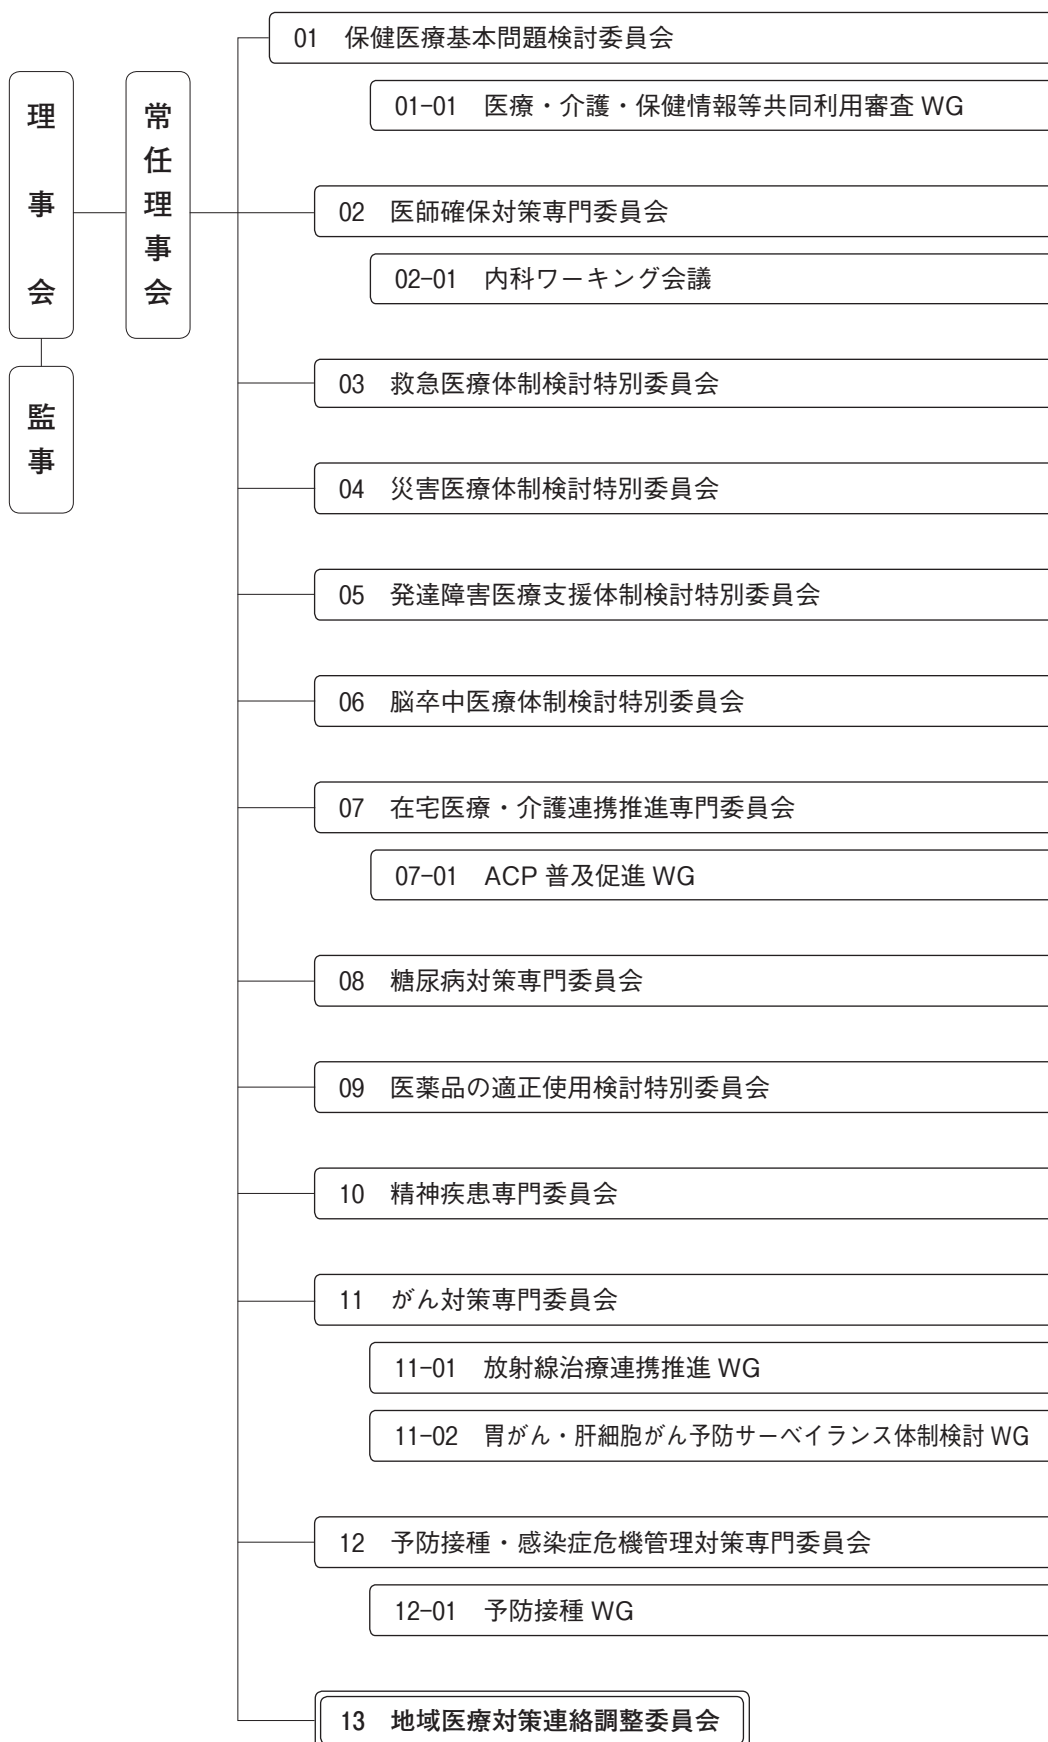 理事会
監事
常任理事会
01 保健医療基本問題検討委員会
01-01 医療・介護・保健情報等共同利用審査 WG
02 医師確保対策専門委員会
02-01 内科ワーキング会議
03 救急医療体制検討特別委員会
04 災害医療体制検討特別委員会
05 発達障害医療支援体制検討特別委員会
06 脳卒中医療体制検討特別委員会
07 在宅医療・介護連携推進専門委員会
07-01 ACP 普及促進 WG
08 糖尿病対策専門委員会
09 医薬品の適正使用検討特別委員会
10 精神疾患専門委員会
11 がん対策専門委員会
11-01 放射線治療連携推進 WG
11-02 胃がん・肝細胞がん予防サーベイランス体制検討 WG
12 予防接種・感染症危機管理対策専門委員会
12-01 予防接種 WG
13 地域医療対策連絡調整委員会